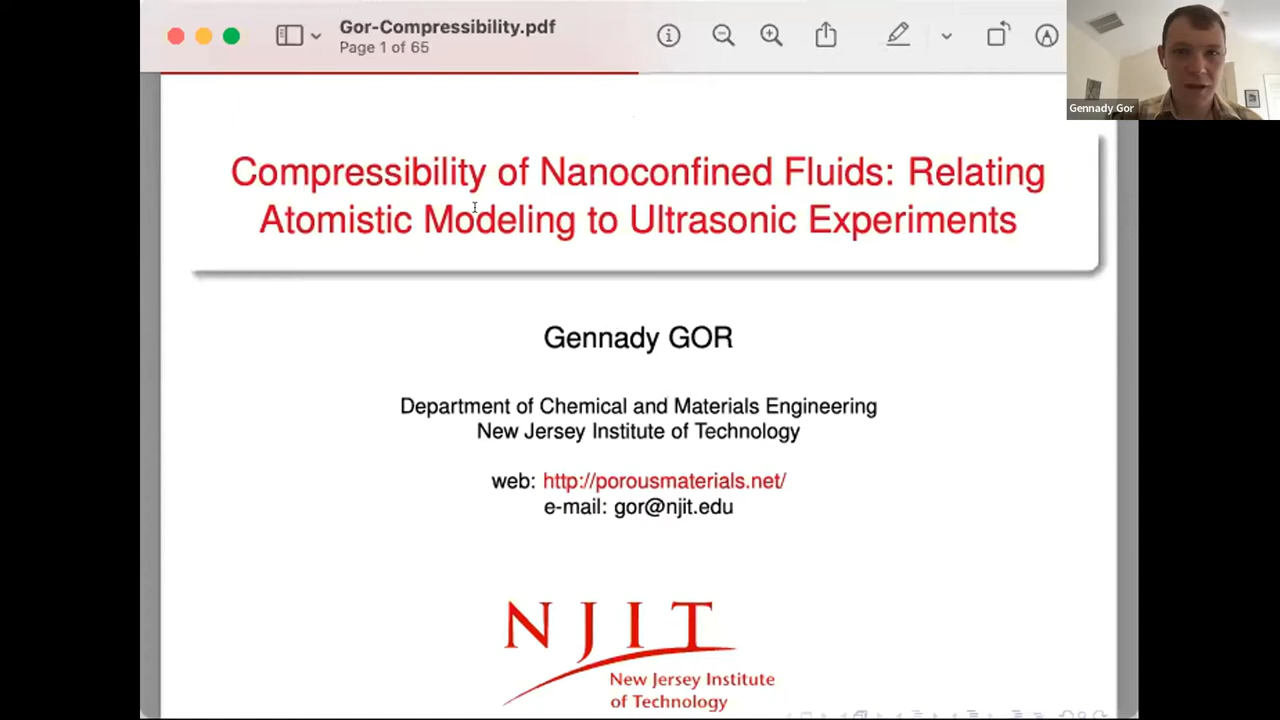 Gor-Compressibility.pdf
Page 1 of 65
Gennady Gor
Compressibility of Nanoconfined Fluids: Relating
Atomistic Modeling to Ultrasonic Experiments
Gennady GOR
Department of Chemical and Materials Engineering
New Jersey Institute of Technology
web: http://porousmaterials.net/
e-mail: gor@njit.edu
NJIT
New Jersey Institute
of Technology